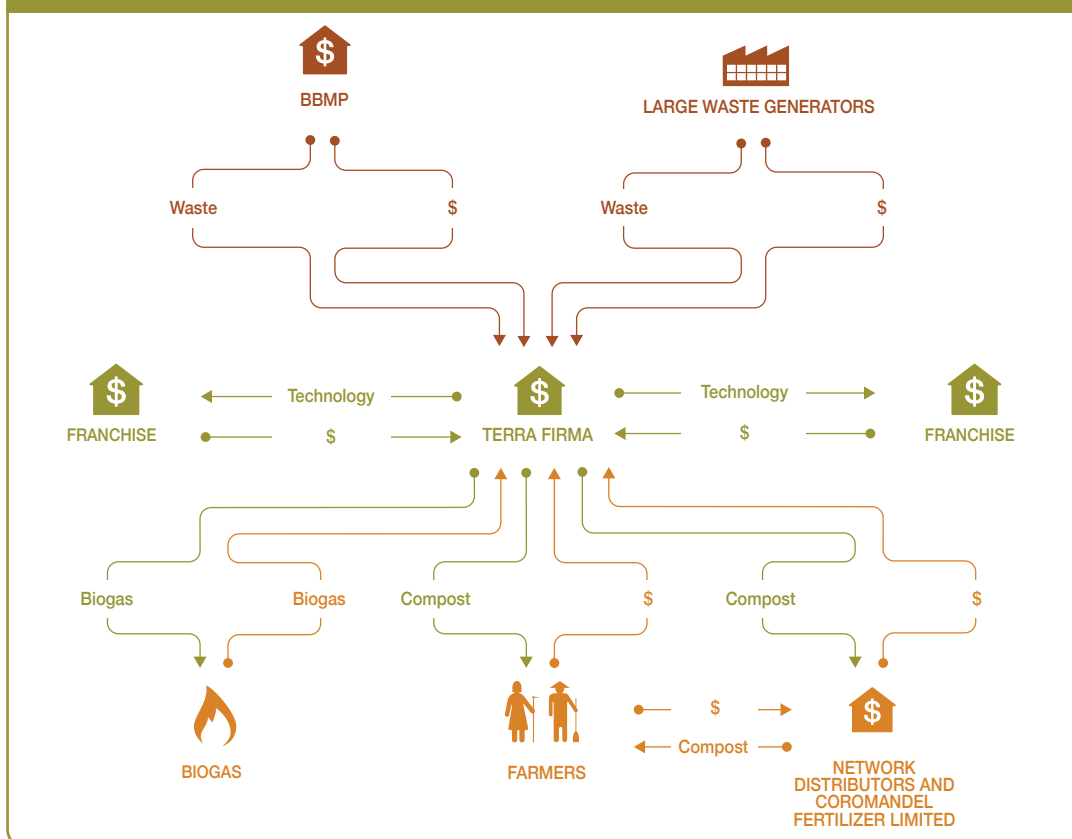 $
BBMP
LARGE WASTE GENERATORS
Waste
$
Waste
$
$
Technology
$
Technology
$
FRANCHISE
$
TERRA FIRMA
$
FRANCHISE
Biogas
Biogas
Compost
$
Compost
$
$
$
Compost
BIOGAS
FARMERS
NETWORK
DISTRIBUTORS AND
COROMANDEL
FERTILIZER LIMITED